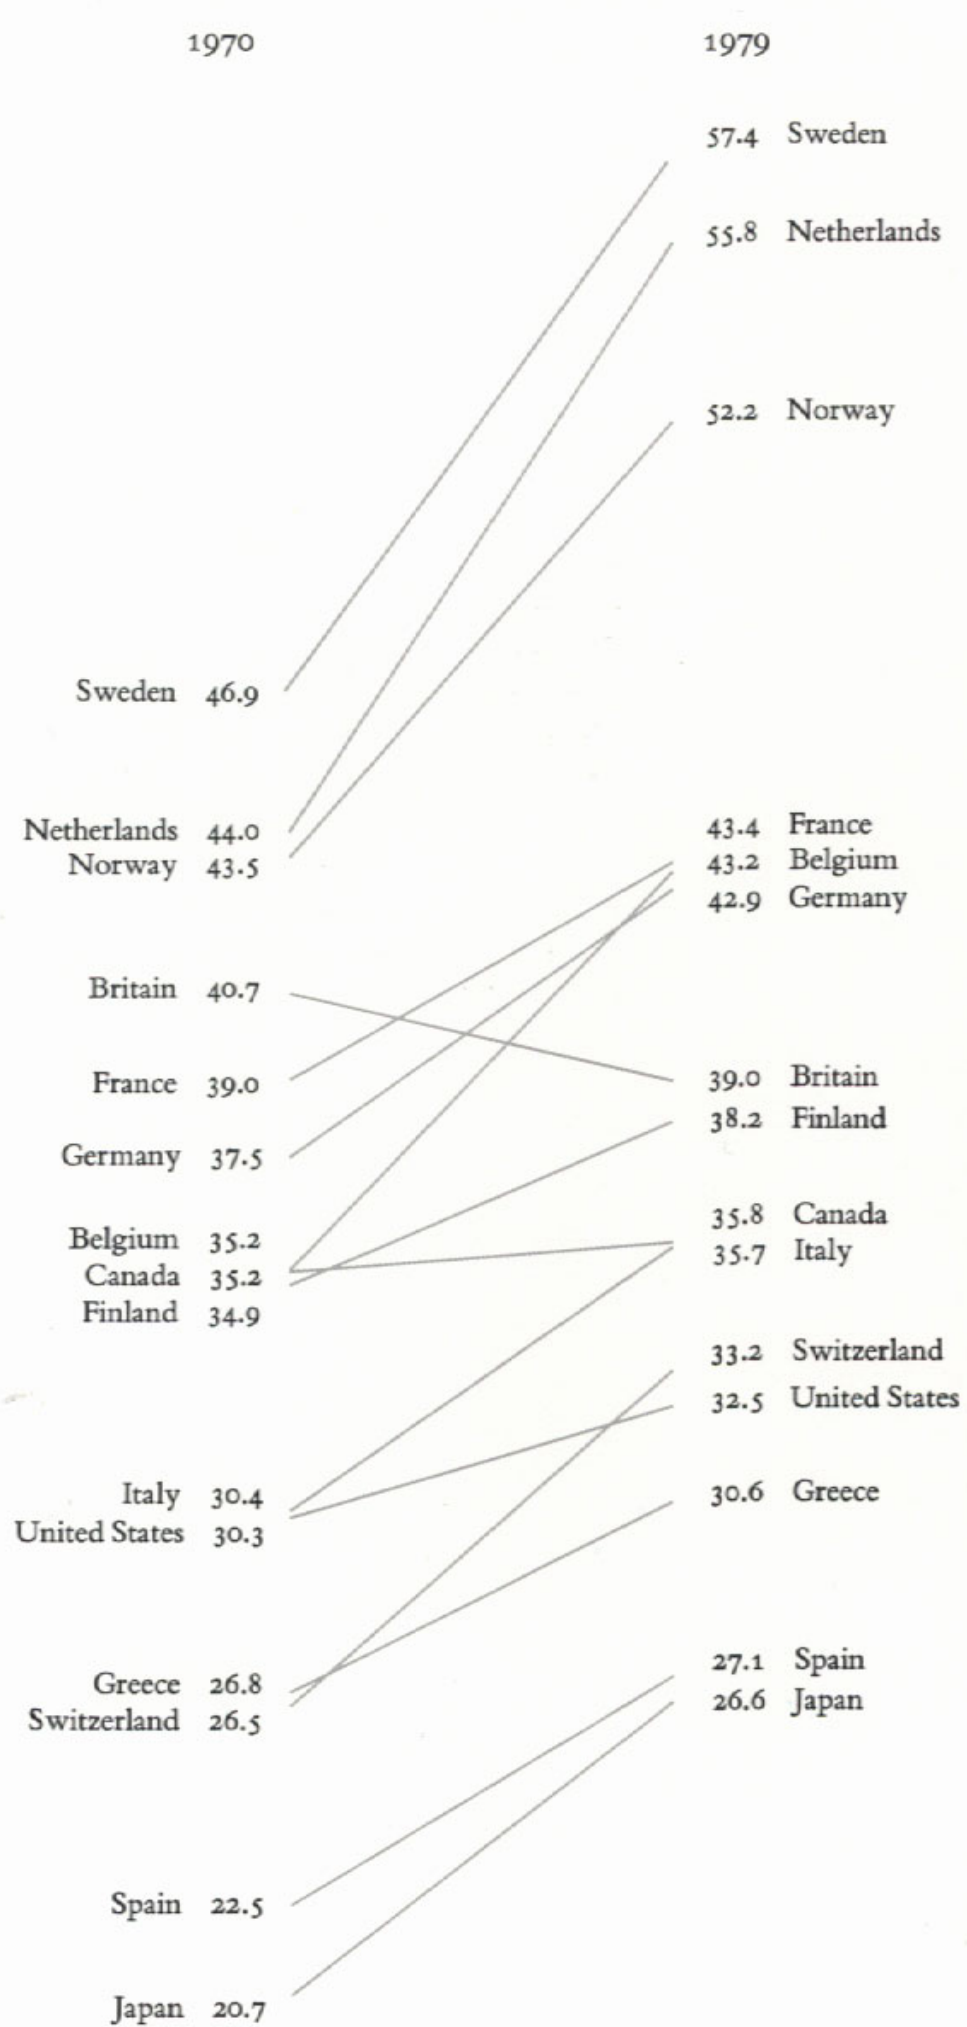 1970 1979
57.4 Sweden
55.8 Netherlands
52.2 Norway
Sweden 46.9
Netherlands 44.0 43.4 France
Norway 43.5 43.2 Belgium
42.9 Germany
Britain 40.7
France 39.0 39.0 Britain
38.2 Finland
Germany 37.5
35.8 Canada
Belgium 35.2 35.7 Italy
Canada 35.2
Finland 34.9
33.2 Switzerland
32.5 United States
Italy 30.4 30.6 Greece
United States 30.3
Greece 26.8 27.1 Spain
Switzerland 26.5 26.6 Japan
Spain 22.5
Japan 20.7